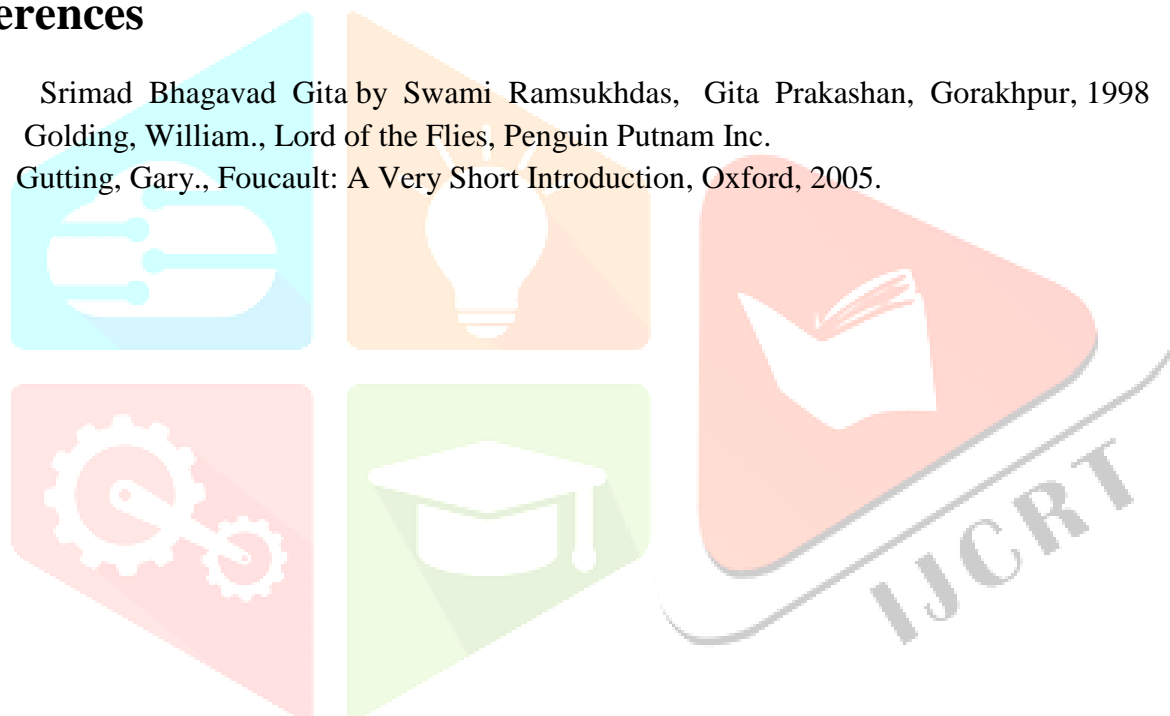 erences
Srimad Bhagavad Gita by Swami Ramsukhdas, Gita Prakashan, Gorakhpur, 1998
Golding, William., Lord of the Flies, Penguin Putnam Inc.
Gutting, Gary., Foucault: A Very Short Introduction, Oxford, 2005.
IJCRT